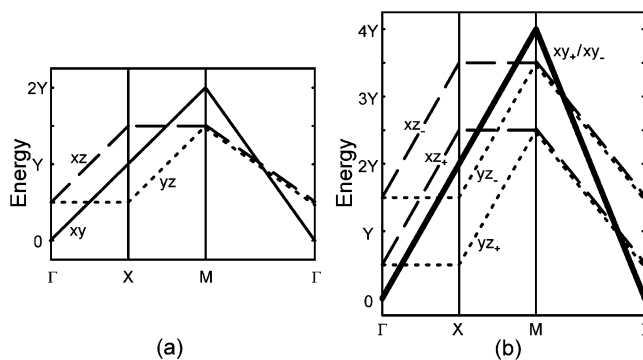 2Y
Y
0
Energy
xz
yz
xy
Γ X M Γ
(a)
4Y
3Y
2Y
Y
0
Energy
xy₊/xy₋
xz₋
xz₊
yz₋
yz₊
Γ X M
(b)